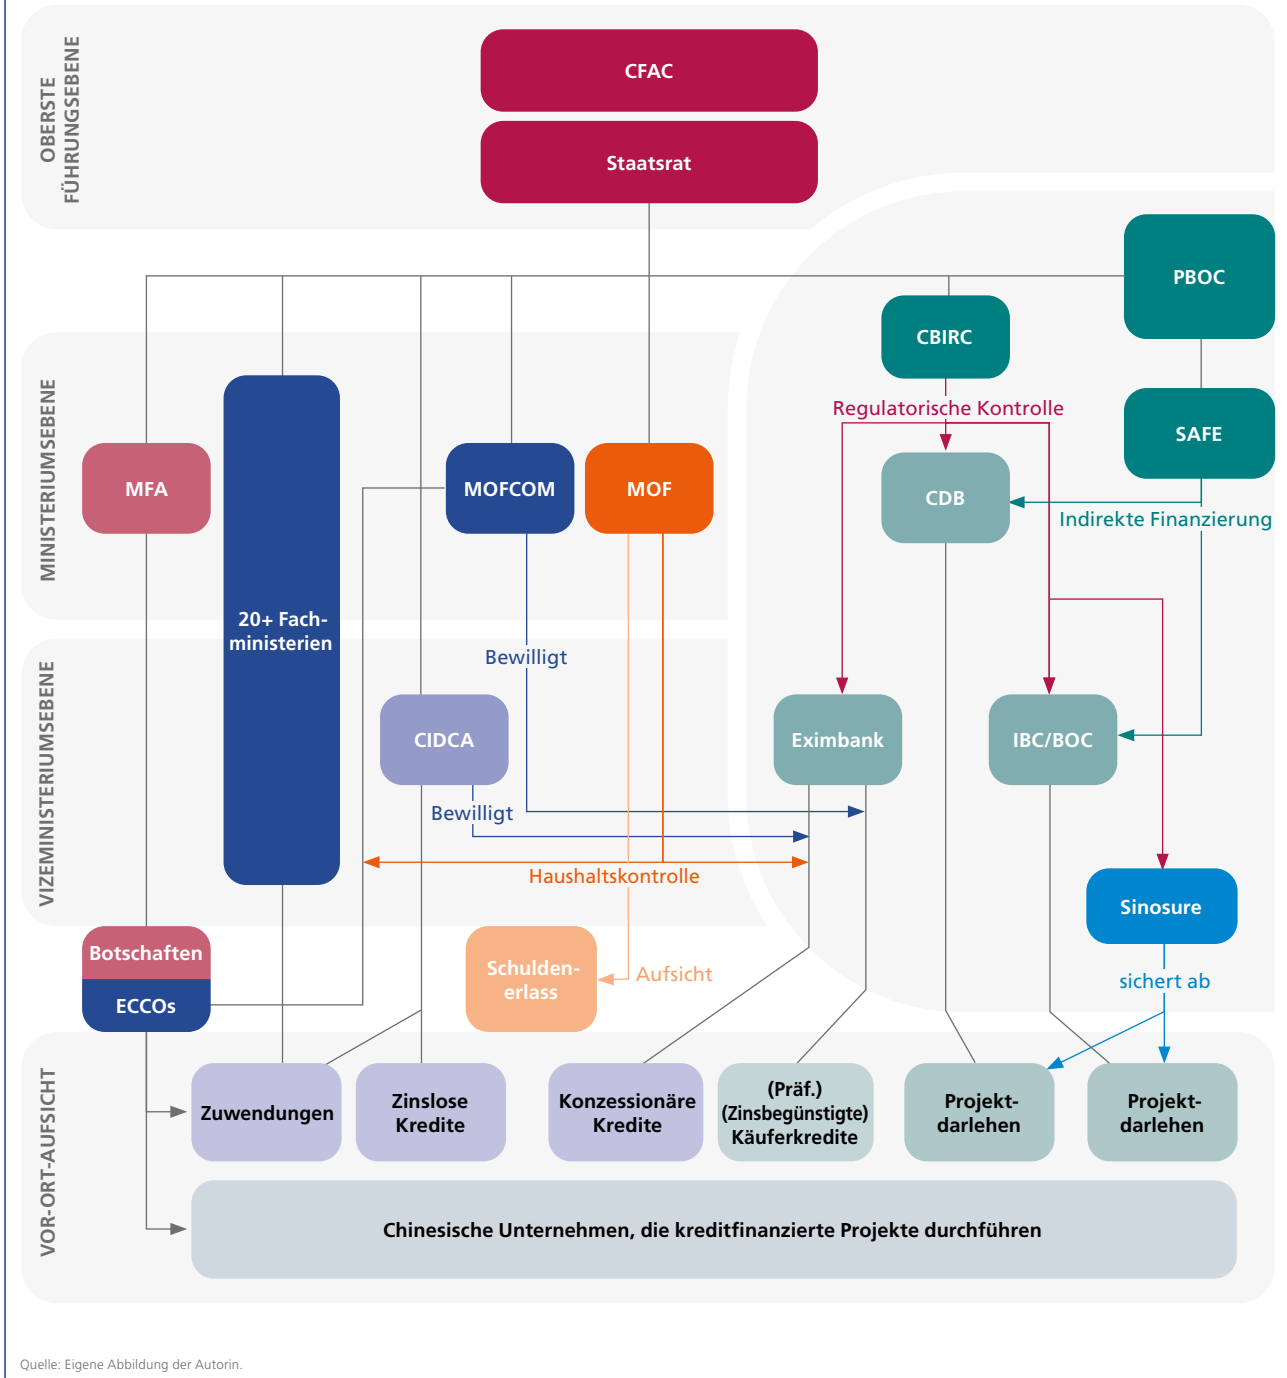 OBERSTE
FÜHRUNGSEBENE
CFAC
Staatsrat
PBOC
CBIRC
Regulatorische Kontrolle
SAFE
MINISTERIUMSEBENE
MFA
MOFCOM
MOF
CDB
Indirekte Finanzierung
20+ Fach-
ministerien
Bewilligt
VIZEMINISTERIUMSEBENE
CIDCA
Eximbank
IBC/BOC
Bewilligt
Haushaltskontrolle
Sinosure
Botschaften
ECCOs
Schulden-
erlass
Aufsicht
sichert ab
VOR-ORT-AUFSICHT
Zuwendungen
Zinslose
Kredite
Konzessionäre
Kredite
(Präf.)
(Zinsbegünstigte)
Käuferkredite
Projekt-
darlehen
Projekt-
darlehen
Chinesische Unternehmen, die kreditfinanzierte Projekte durchführen
Quelle: Eigene Abbildung der Autorin.